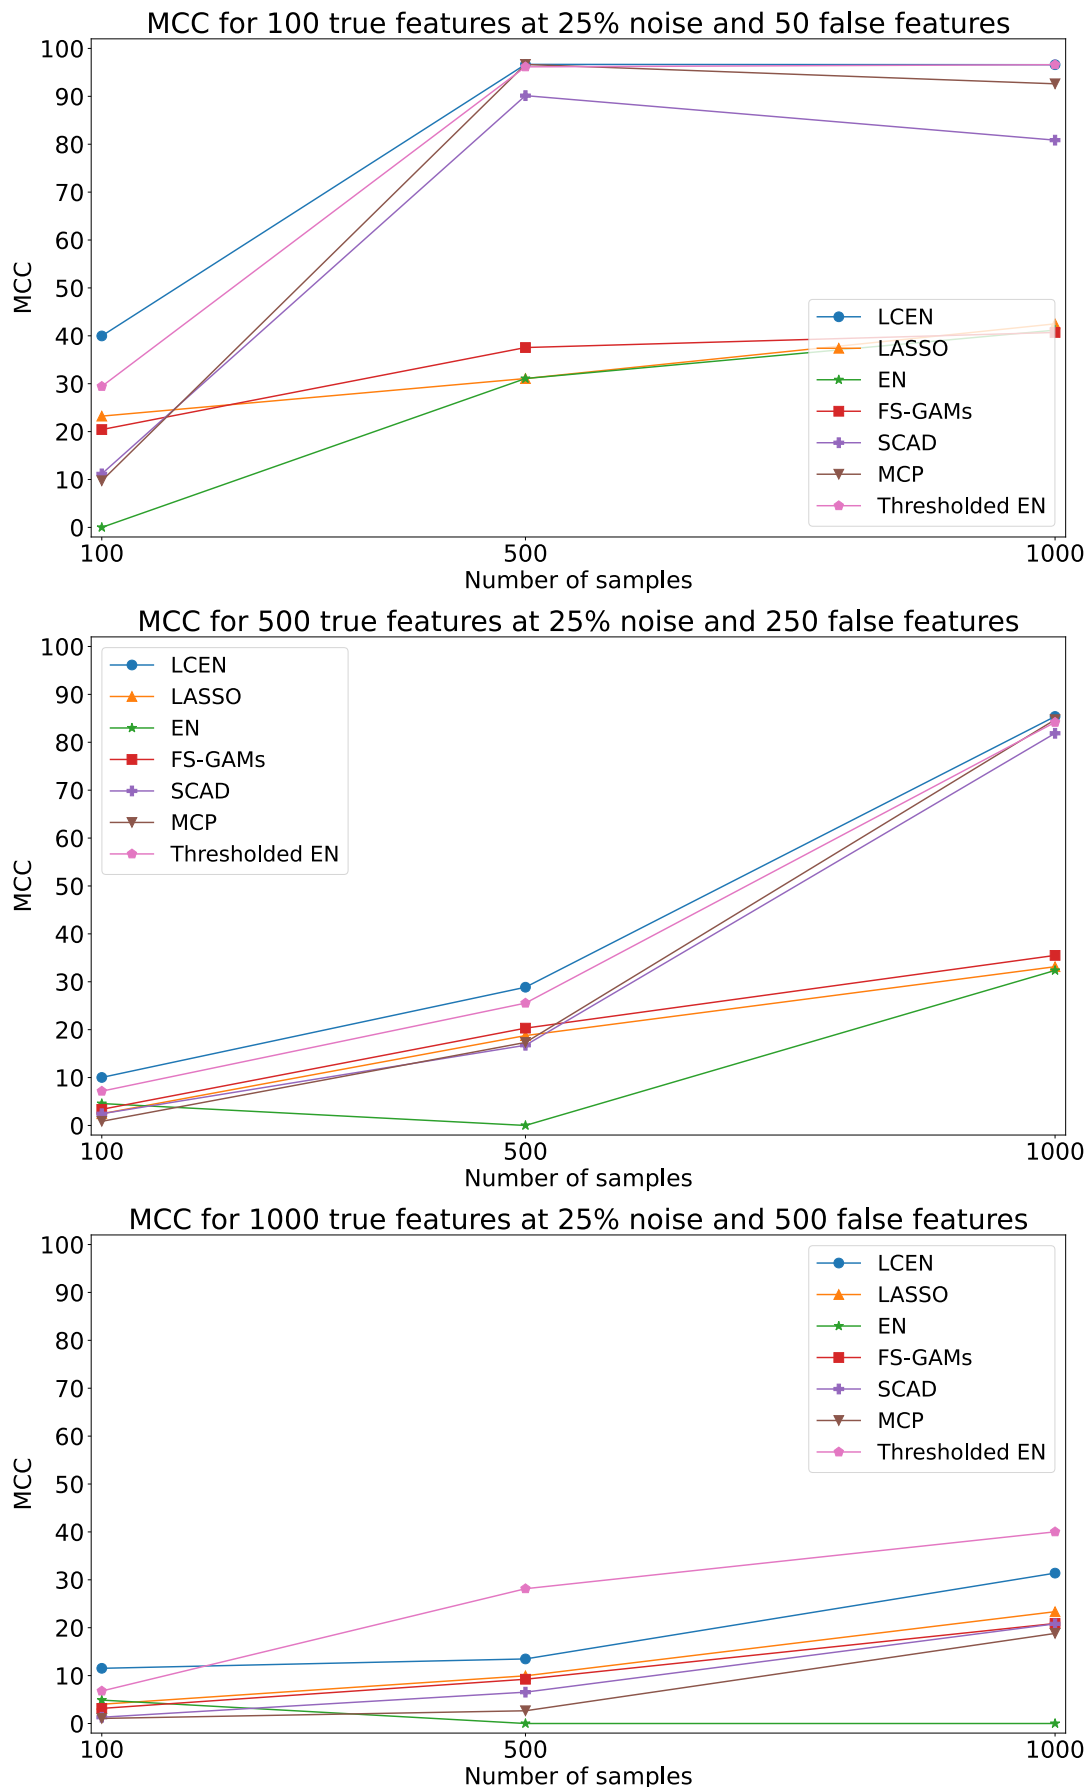 MCC for 100 true features at 25% noise and 50 false features
100
90
80
70
60
50
40
30
20
10
0
MCC
LCEN
LASSO
EN
FS-GAMs
SCAD
MCP
Thresholded EN
100 500 1000
Number of samples
MCC for 500 true features at 25% noise and 250 false features
100
90
80
70
60
50
40
30
20
10
0
MCC
LCEN
LASSO
EN
FS-GAMs
SCAD
MCP
Thresholded EN
100 500 1000
Number of samples
MCC for 1000 true features at 25% noise and 500 false features
100
90
80
70
60
50
40
30
20
10
0
MCC
LCEN
LASSO
EN
FS-GAMs
SCAD
MCP
Thresholded EN
100 500 1000
Number of samples